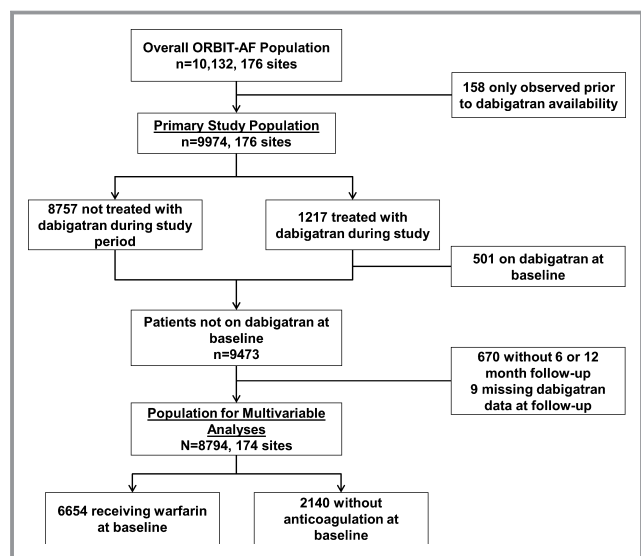 Overall ORBIT-AF Population
n=10,132, 176 sites
158 only observed prior
to dabigatran availability
Primary Study Population
n=9974, 176 sites
8757 not treated with
dabigatran during study
period
1217 treated with
dabigatran during study
501 on dabigatran at
baseline
Patients not on dabigatran at
baseline
n=9473
670 without 6 or 12
month follow-up
9 missing dabigatran
data at follow-up
Population for Multivariable
Analyses
N=8794, 174 sites
6654 receiving warfarin
at baseline
2140 without
anticoagulation at
baseline